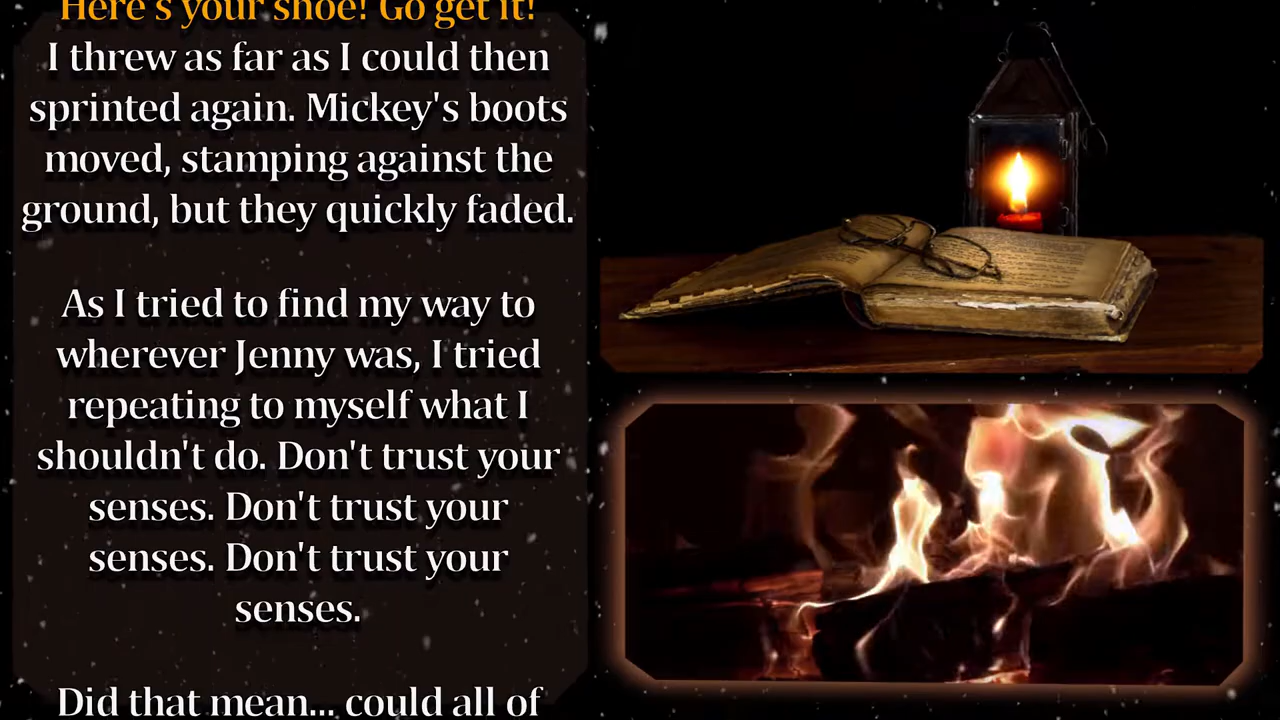 Here's your shoe! Go get it!
I threw as far as I could then
sprinted again. Mickey's boots
moved, stamping against the
ground, but they quickly faded.
As I tried to find my way to
wherever Jenny was, I tried
repeating to myself what I
shouldn't do. Don't trust your
senses. Don't trust your
senses. Don't trust your
senses.
Did that mean... could all of